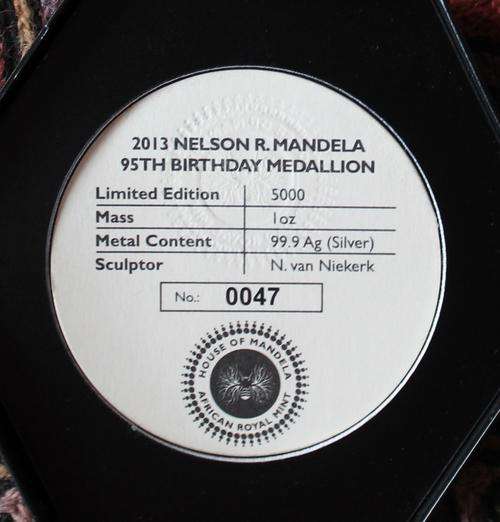 2013 NELSON R. MANDELA
95TH BIRTHDAY MEDALLION
Limited Edition 5000
Mass 1oz
Metal Content 99.9 Ag (Silver)
Sculptor N. van Niekerk
No.: 0047
HOUSE OF MANDELA
AFRICAN ROYAL MINT